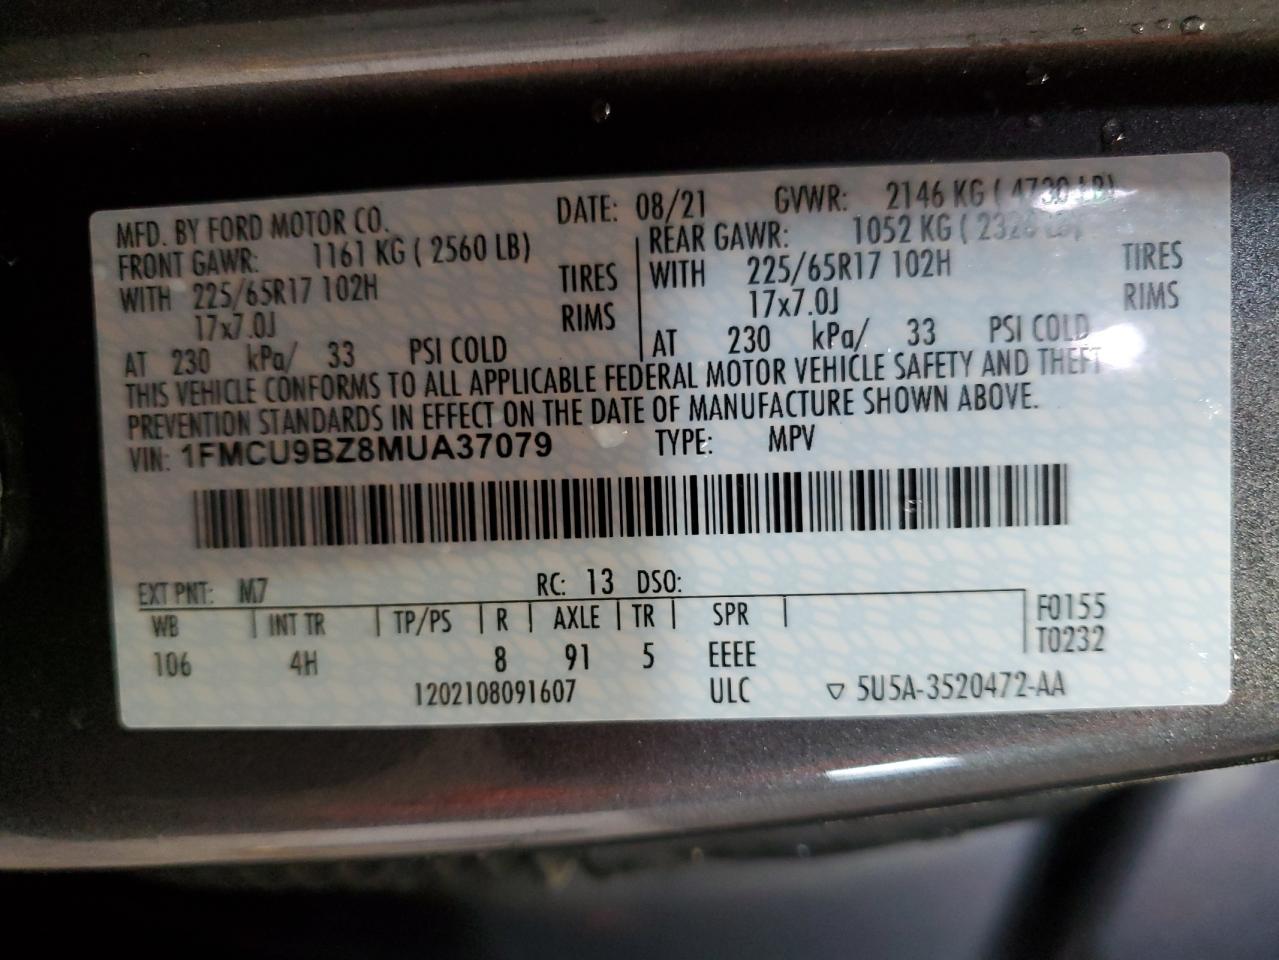 MFD. BY FORD MOTOR CO. DATE: 08/21 GVWR: 2146 KG ( 4730 LB)
FRONT GAWR: 1161 KG ( 2560 LB) REAR GAWR: 1052 KG (
WITH 225/65R17 102H TIRES WITH 225/65R17 102H TIRES
17x7.0J RIMS 17x7.0J RIMS
AT 230 kPa/ 33 PSI COLD AT 230 kPa/ 33 PSI COLD
THIS VEHICLE CONFORMS TO ALL APPLICABLE FEDERAL MOTOR VEHICLE SAFETY AND THEFT
PREVENTION STANDARDS IN EFFECT ON THE DATE OF MANUFACTURE SHOWN ABOVE.
VIN: 1FMCU9BZ8MUA37079 TYPE: MPV
EXT PNT: M7 RC: 13 DSO:
WB INT TR TP/PS R AXLE TR SPR F0155
106 4H 8 91 5 EEEE T0232
1202108091607 ULC ▽ 5U5A-3520472-AA